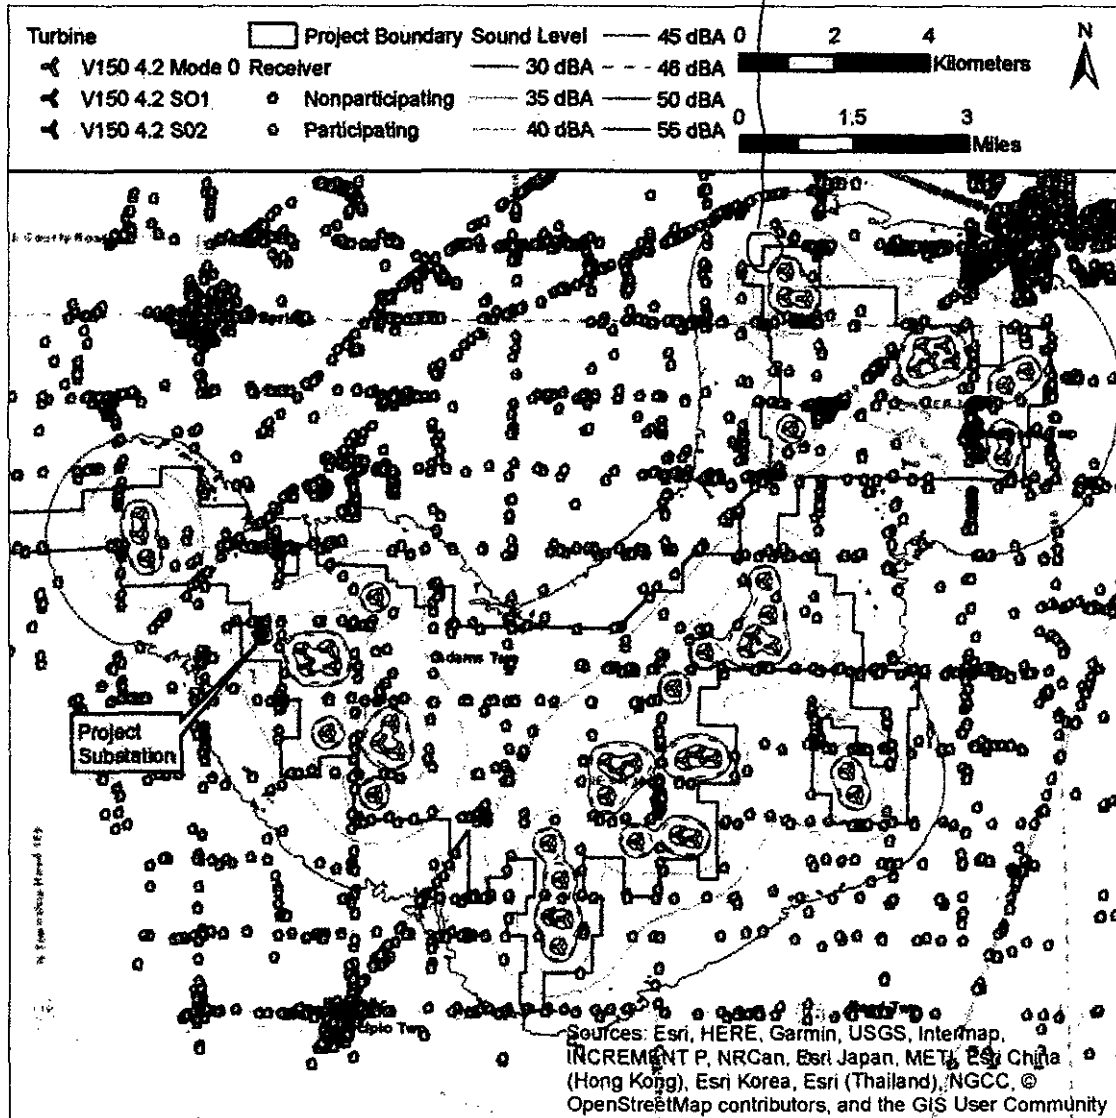 Turbine
V150 4.2 Mode 0
V150 4.2 SO1
V150 4.2 S02
Project Boundary
Receiver
Nonparticipating
Participating
Sound Level
30 dBA
35 dBA
40 dBA
45 dBA
46 dBA
50 dBA
55 dBA
0 2 4
Kilometers
0 1.5 3
Miles
N
Adams Twp
Project
Substation
Sources: Esri, HERE, Garmin, USGS, Intermap,
INCREMENT P, NRCan, Esri Japan, METI, Esri China
(Hong Kong), Esri Korea, Esri (Thailand), NGCC, ©
OpenStreetMap contributors, and the GIS User Community